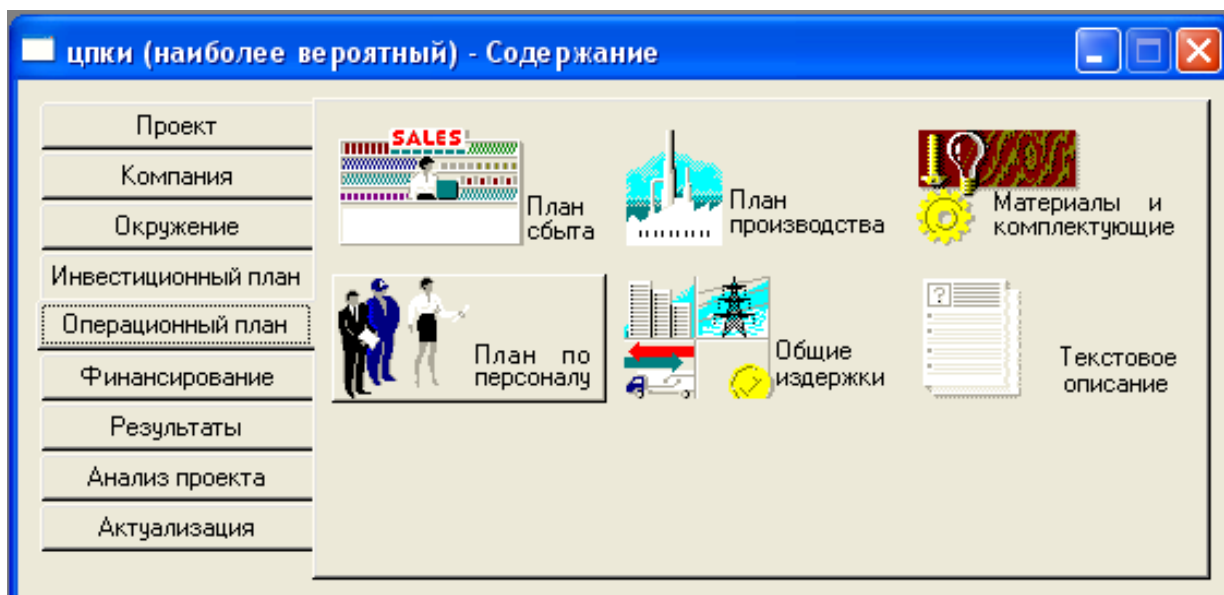 цпки (наиболее вероятный) - Содержание
Проект
Компания
Окружение
Инвестиционный план
Операционный план
Финансирование
Результаты
Анализ проекта
Актуализация
SALES
План
сбыта
План
производства
Материалы и
комплектующие
План по
персоналу
Общие
издержки
?
Текстовое
описание